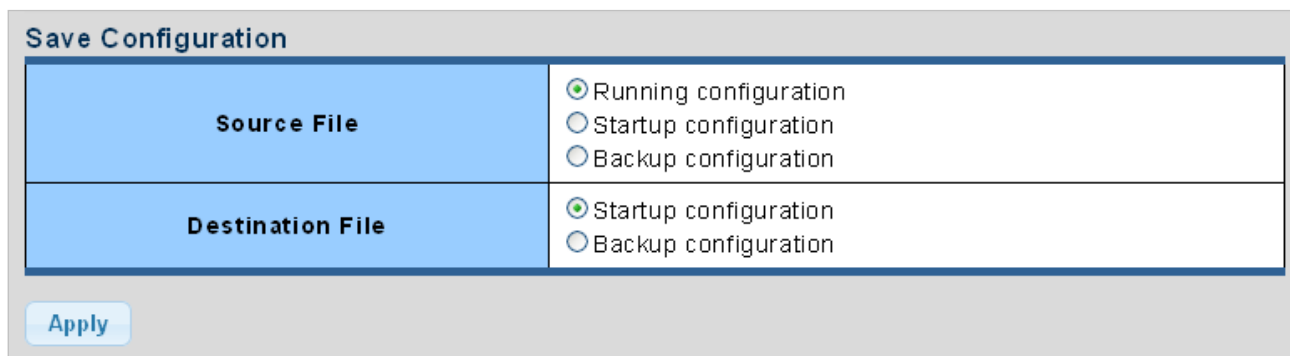 Save Configuration
Source File
Running configuration
Startup configuration
Backup configuration
Destination File
Startup configuration
Backup configuration
Apply